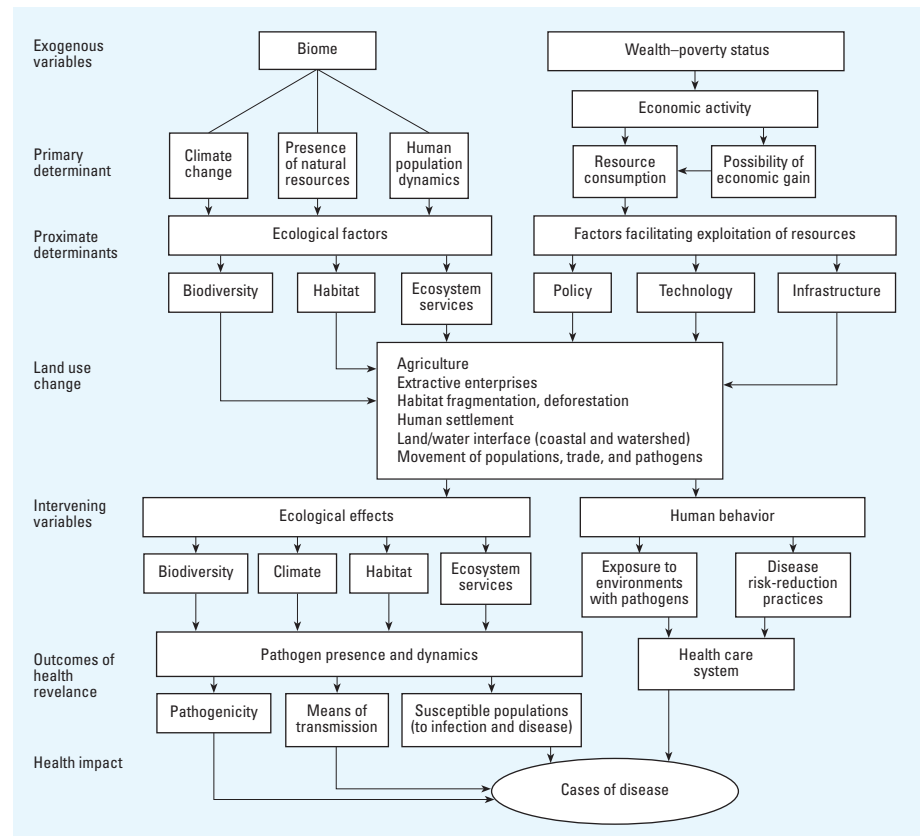 Exogenous
variables
Biome
Wealth–poverty status
Economic activity
Primary
determinant
Climate
change
Presence
of natural
resources
Human
population
dynamics
Resource
consumption
Possibility of
economic gain
Proximate
determinants
Ecological factors
Factors facilitating exploitation of resources
Biodiversity
Habitat
Ecosystem
services
Policy
Technology
Infrastructure
Land use
change
Agriculture
Extractive enterprises
Habitat fragmentation, deforestation
Human settlement
Land/water interface (coastal and watershed)
Movement of populations, trade, and pathogens
Intervening
variables
Ecological effects
Human behavior
Biodiversity
Climate
Habitat
Ecosystem
services
Exposure to
environments
with pathogens
Disease
risk-reduction
practices
Outcomes of
health
revelance
Pathogen presence and dynamics
Health care
system
Pathogenicity
Means of
transmission
Susceptible populations
(to infection and disease)
Health impact
Cases of disease